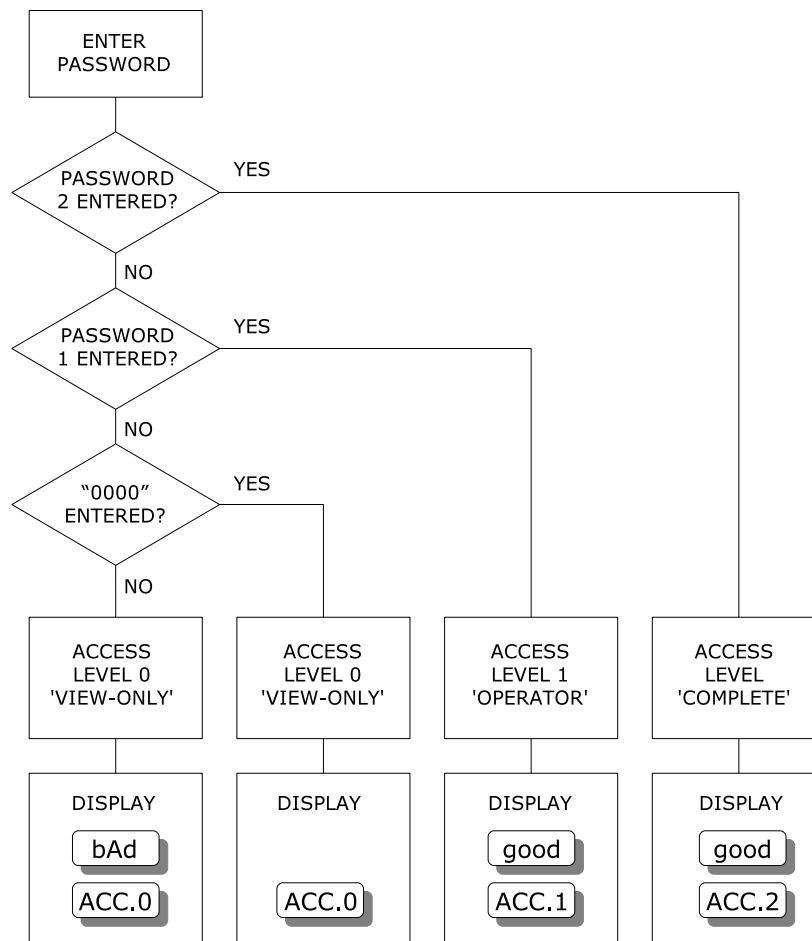 ENTER
PASSWORD
PASSWORD
2 ENTERED?
YES
NO
PASSWORD
1 ENTERED?
YES
NO
“0000”
ENTERED?
YES
NO
ACCESS
LEVEL 0
'VIEW-ONLY'
ACCESS
LEVEL 0
'VIEW-ONLY'
ACCESS
LEVEL 1
'OPERATOR'
ACCESS
LEVEL
'COMPLETE'
DISPLAY
bAd
ACC.0
DISPLAY
ACC.0
DISPLAY
good
ACC.1
DISPLAY
good
ACC.2